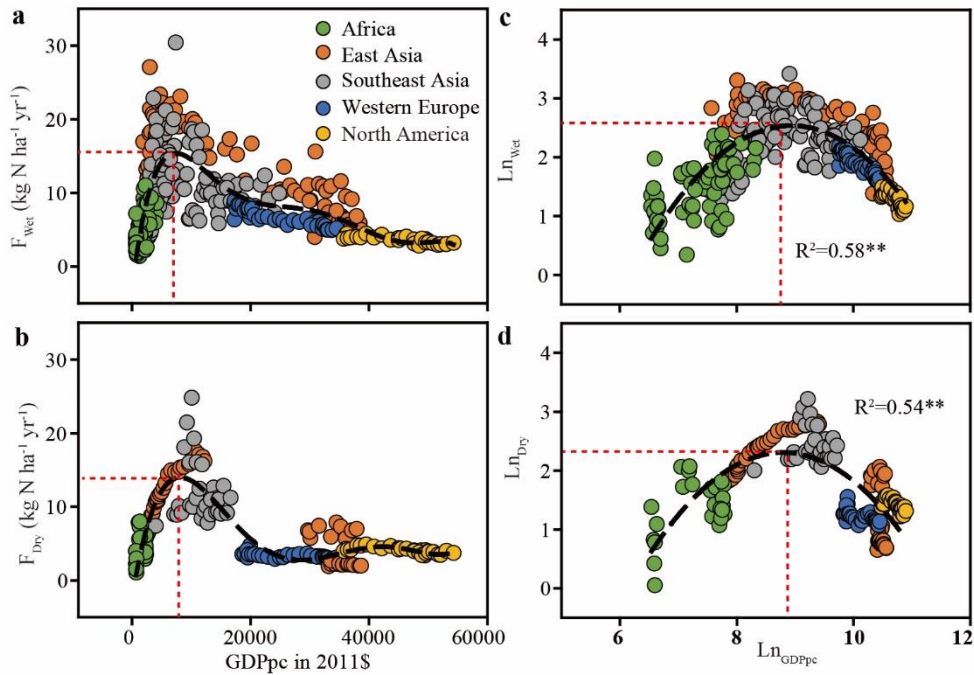 a
Africa
East Asia
Southeast Asia
Western Europe
North America
F_Wet (kg N ha⁻¹ yr⁻¹)
30
20
10
0
b
F_Dry (kg N ha⁻¹ yr⁻¹)
30
20
10
0
0 20000 40000 60000
GDPpc in 2011$
c
Ln_Wet
4
3
2
1
0
R²=0.58**
d
Ln_Dry
4
3
2
1
0
R²=0.54**
6 8 10 12
Ln_GDPpc